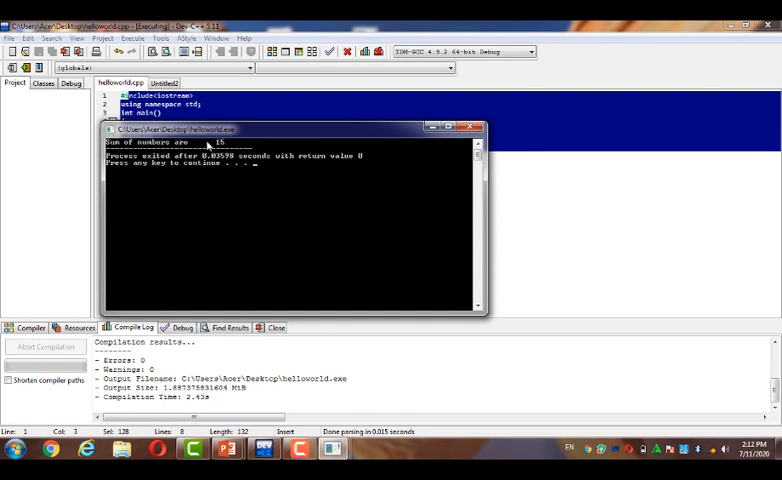 C:\Users\Acer\Desktop\helloworld.cpp - [Executing] - Dev-C++ 5.11
File Edit Search View Project Execute Tools AStyle Window Help
TDM-GCC 4.9.2 64-bit Debug
(globals)
Project Classes Debug
helloworld.cpp Untitled2
1 #include<iostream>
2 using namespace std;
3 int main()
C:\Users\Acer\Desktop\helloworld.exe
Sum of numbers are 15
--------------------------------
Process exited after 0.03598 seconds with return value 0
Press any key to continue . . . _
Compiler Resources Compile Log Debug Find Results Close
Abort Compilation
Shorten compiler paths
Compilation results...
--------
- Errors: 0
- Warnings: 0
- Output Filename: C:\Users\Acer\Desktop\helloworld.exe
- Output Size: 1.887375831604 MiB
- Compilation Time: 2.43s
Line: 1 Col: 3 Sel: 128 Lines: 8 Length: 132 Insert Done parsing in 0.015 seconds
EN
2:12 PM
7/11/2020